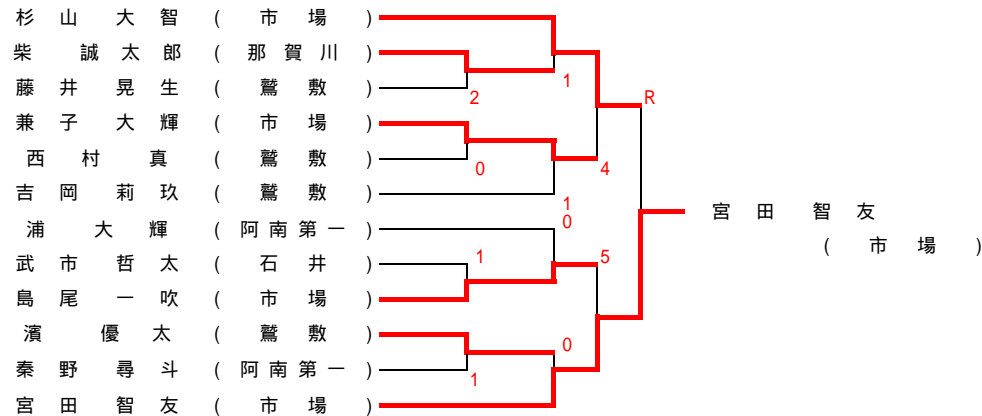 杉 山 大 智 ( 市 場 )
柴 誠 太 郎 ( 那 賀 川 )
1
藤 井 晃 生 ( 鷲 敷 )
2
R
兼 子 大 輝 ( 市 場 )
西 村 真 ( 鷲 敷 )
0
4
吉 岡 莉 玖 ( 鷲 敷 )
1
宮 田 智 友
0
浦 大 輝 ( 阿 南 第 一 )
( 市 場 )
1
5
武 市 哲 太 ( 石 井 )
島 尾 一 吹 ( 市 場 )
濱 優 太 ( 鷲 敷 )
0
秦 野 尋 斗 ( 阿 南 第 一 )
1
宮 田 智 友 ( 市 場 )